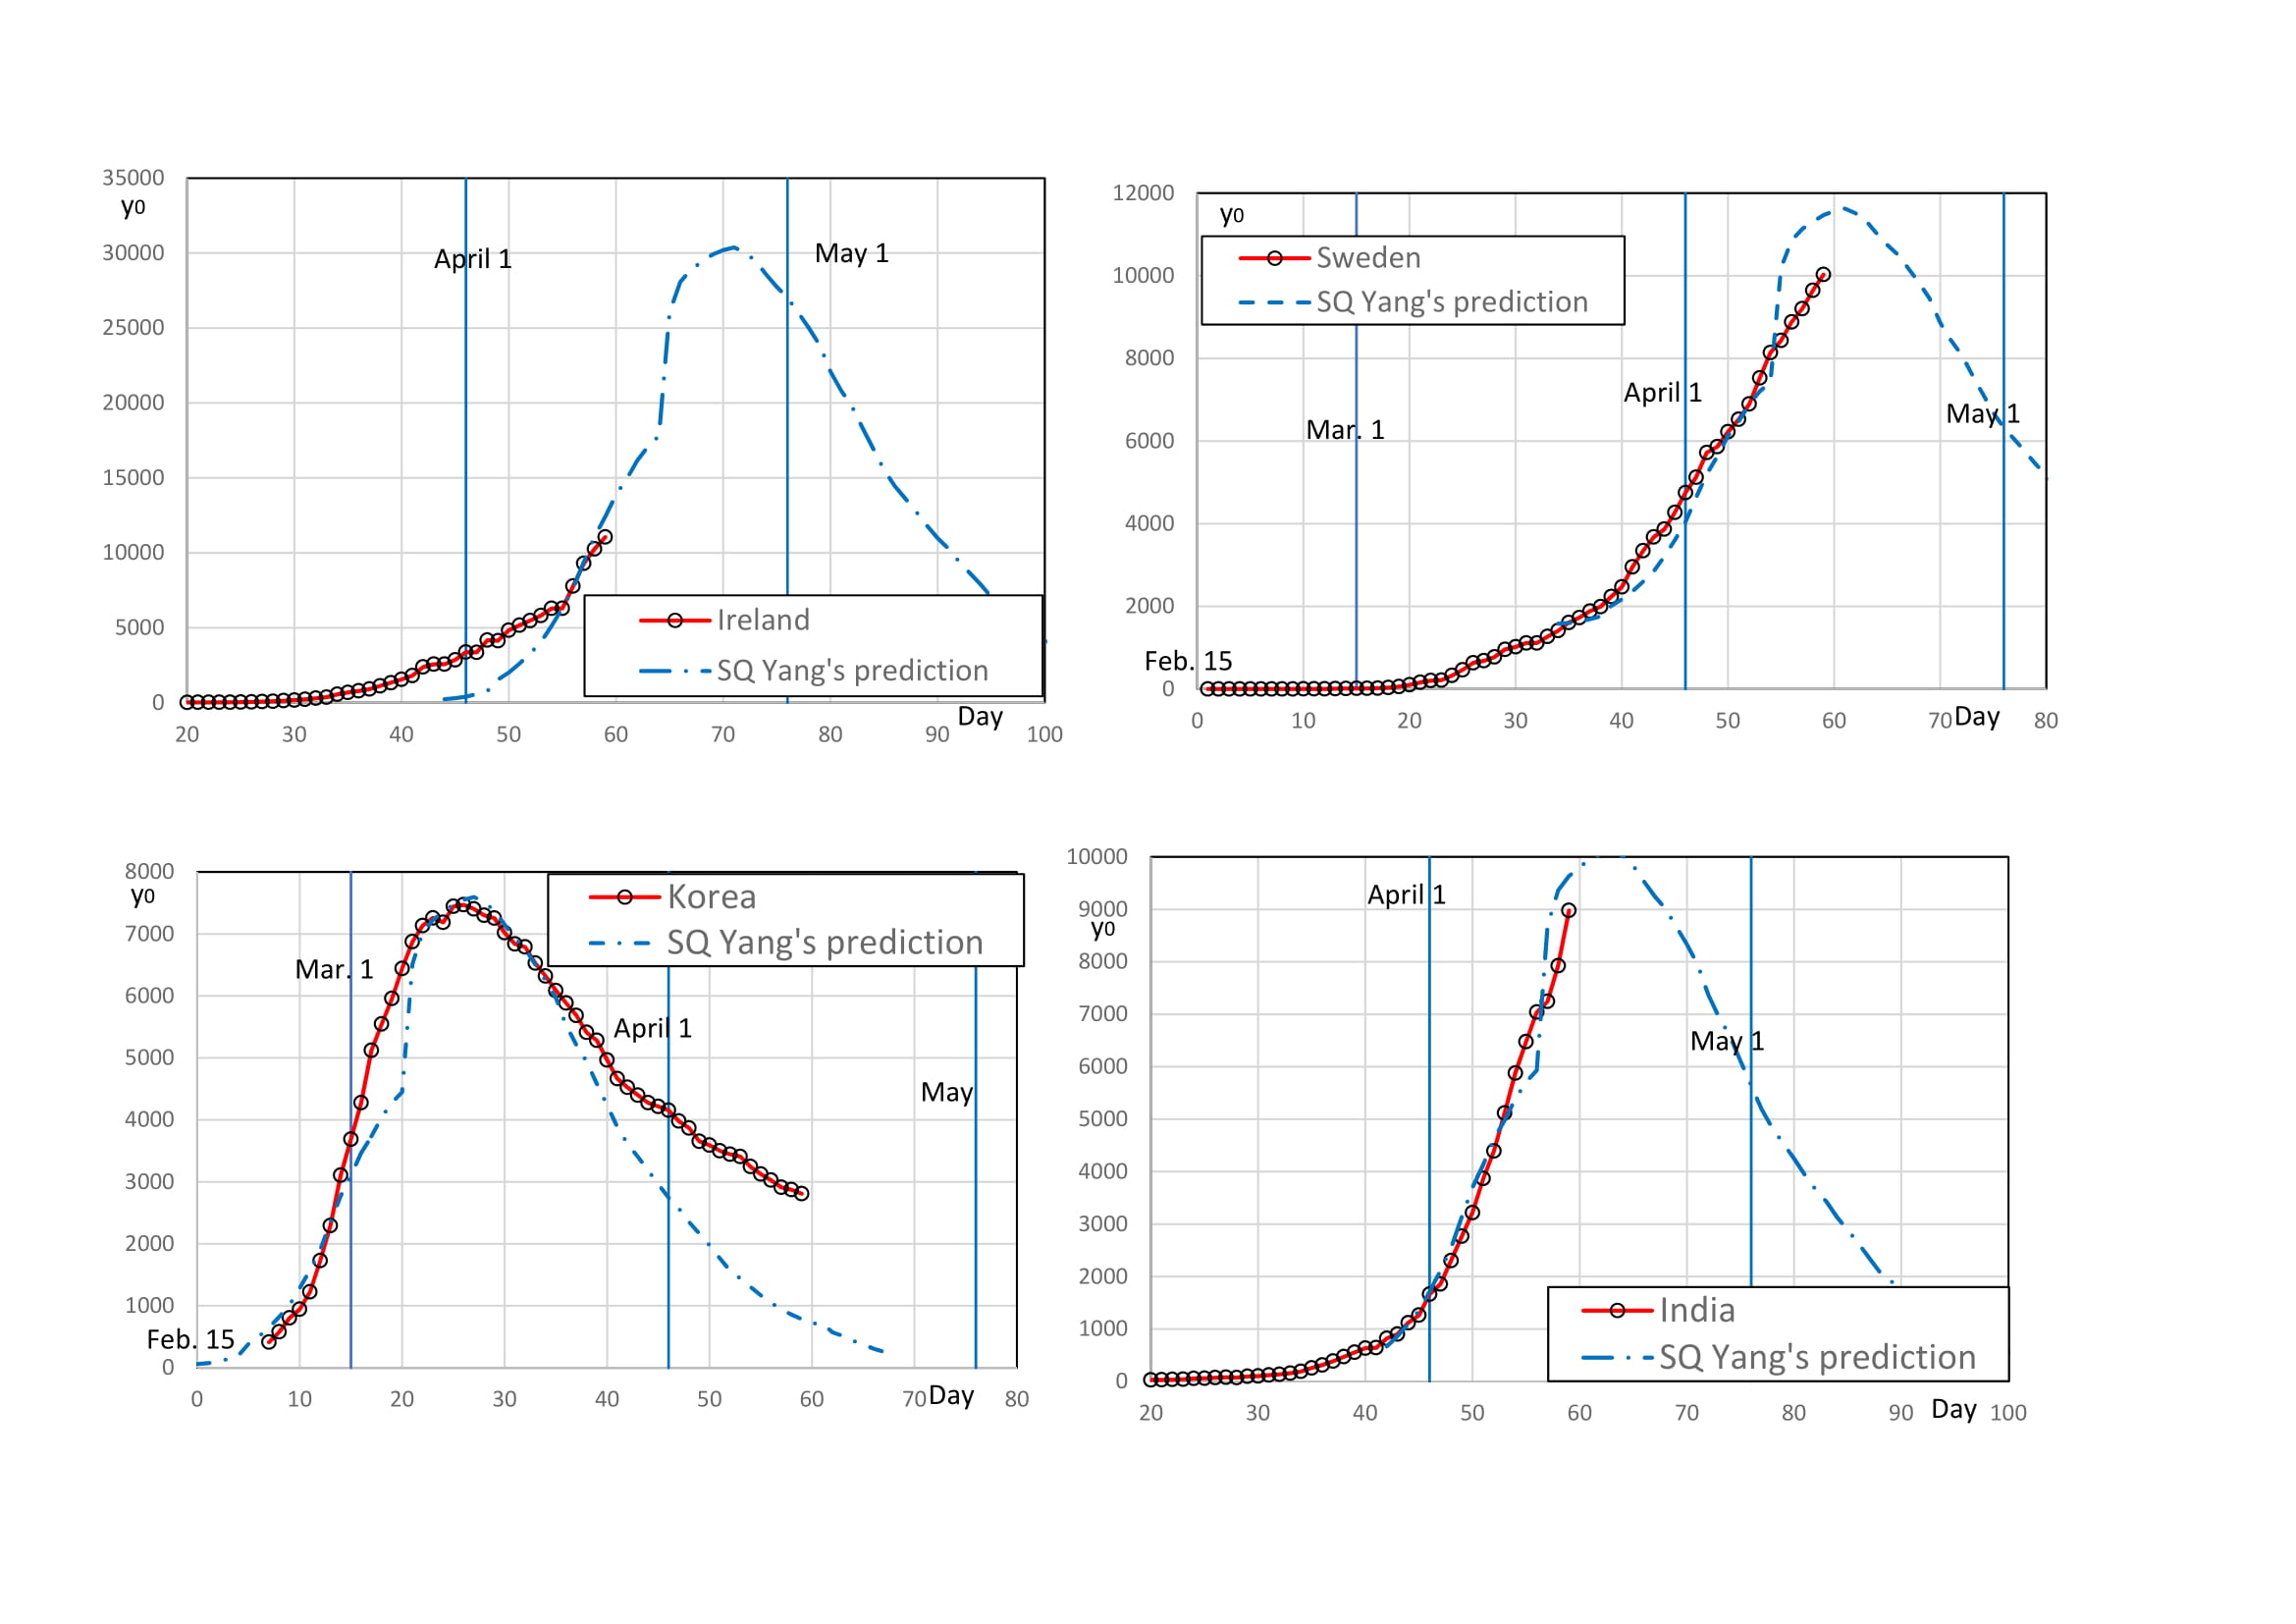 35000
y0
30000
25000
20000
15000
10000
5000
0
April 1
May 1
Ireland
SQ Yang's prediction
Day
20 30 40 50 60 70 80 90 100
12000
y0
10000
8000
6000
4000
2000
0
Sweden
SQ Yang's prediction
April 1
Mar. 1
May 1
Feb. 15
0 10 20 30 40 50 60 70 Day 80
8000
y0
7000
6000
5000
4000
3000
2000
1000
0
Korea
SQ Yang's prediction
Mar. 1
April 1
May
Feb. 15
0 10 20 30 40 50 60 70 Day 80
10000
9000
y0
8000
7000
6000
5000
4000
3000
2000
1000
0
April 1
May 1
India
SQ Yang's prediction
20 30 40 50 60 70 80 90 Day 100